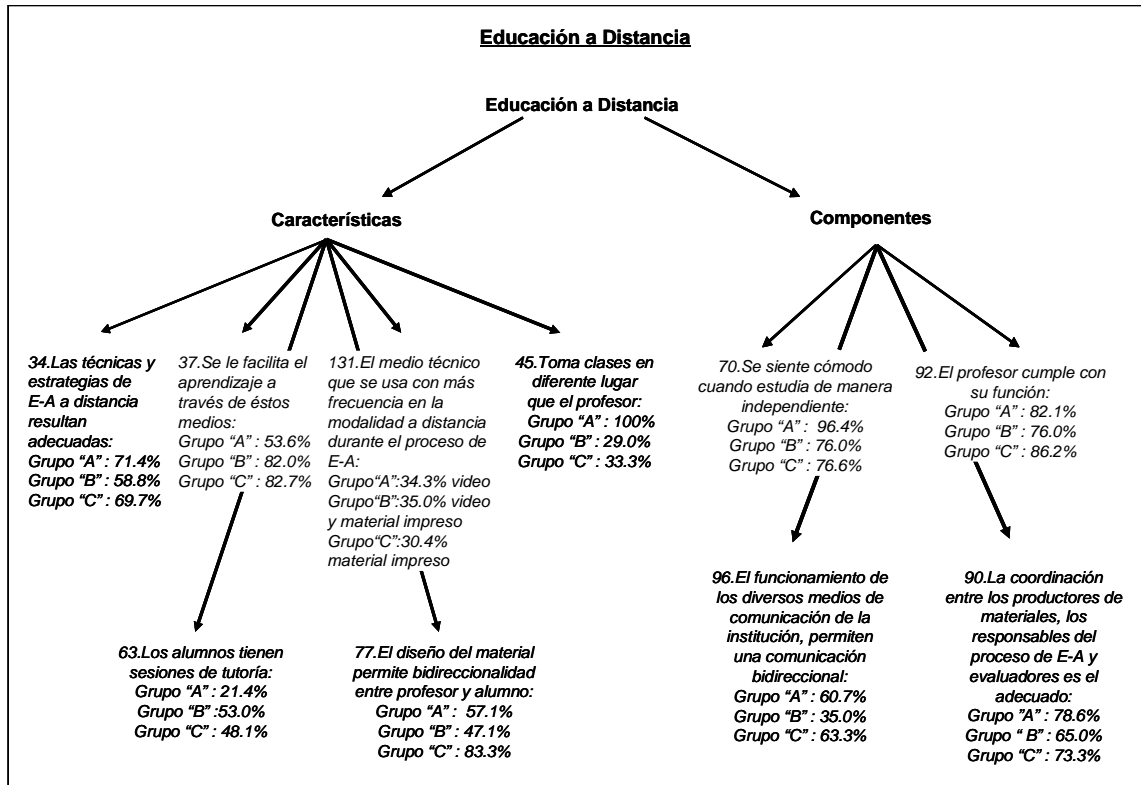 Educación a Distancia
Educación a Distancia
Características
Componentes
34.Las técnicas y
estrategias de
E-A a distancia
resultan
adecuadas:
Grupo “A” : 71.4%
Grupo “B” : 58.8%
Grupo “C” : 69.7%
37.Se le facilita el
aprendizaje a
través de éstos
medios:
Grupo “A” : 53.6%
Grupo “B” : 82.0%
Grupo “C” : 82.7%
131.El medio técnico
que se usa con más
frecuencia en la
modalidad a distancia
durante el proceso de
E-A:
Grupo“A”:34.3% video
Grupo“B”:35.0% video
y material impreso
Grupo“C”:30.4%
material impreso
45.Toma clases en
diferente lugar
que el profesor:
Grupo “A” : 100%
Grupo “B” : 29.0%
Grupo “C” : 33.3%
70.Se siente cómodo
cuando estudia de manera
independiente:
Grupo “A” : 96.4%
Grupo “B” : 76.0%
Grupo “C” : 76.6%
92.El profesor cumple con
su función:
Grupo “A” : 82.1%
Grupo “B” : 76.0%
Grupo “C” : 86.2%
63.Los alumnos tienen
sesiones de tutoría:
Grupo “A” : 21.4%
Grupo “B” :53.0%
Grupo “C” : 48.1%
77.El diseño del material
permite bidireccionalidad
entre profesor y alumno:
Grupo “A” : 57.1%
Grupo “B” : 47.1%
Grupo “C” : 83.3%
96.El funcionamiento de
los diversos medios de
comunicación de la
institución, permiten
una comunicación
bidireccional:
Grupo “A” : 60.7%
Grupo “B” : 35.0%
Grupo “C” : 63.3%
90.La coordinación
entre los productores de
materiales, los
responsables del
proceso de E-A y
evaluadores es el
adecuado:
Grupo ”A” : 78.6%
Grupo “ B” : 65.0%
Grupo “C” : 73.3%